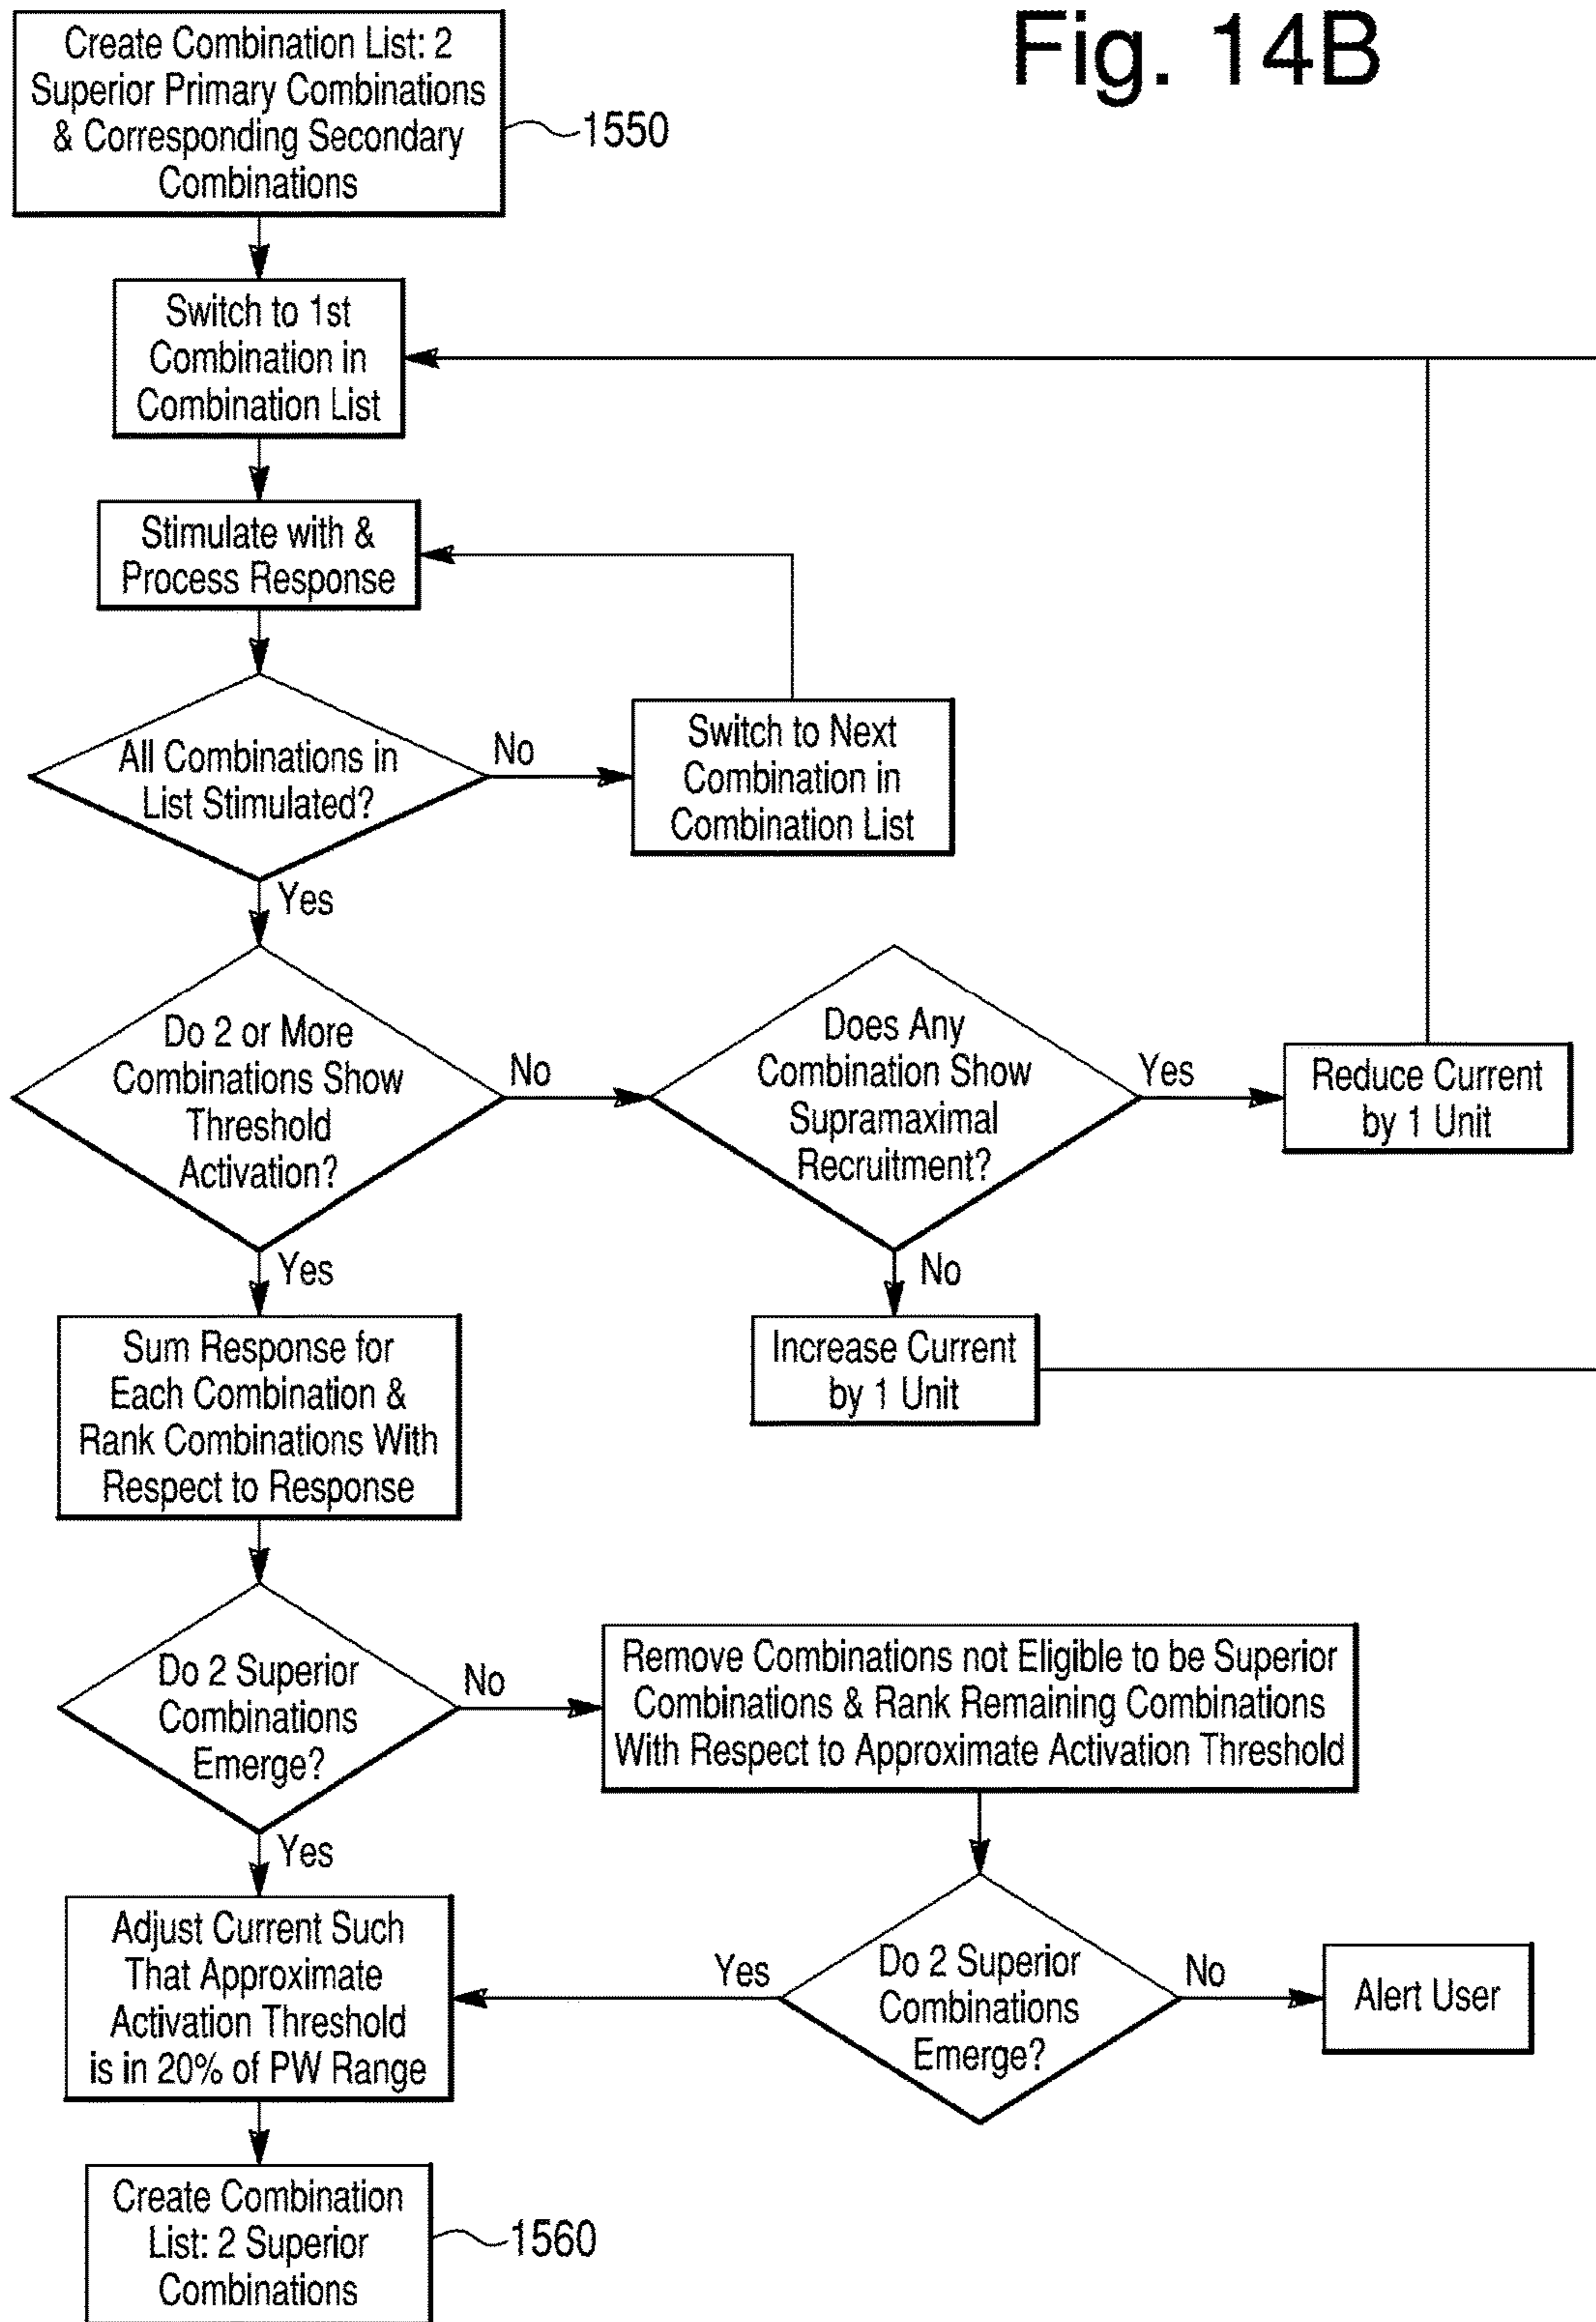 Fig. 14B
Create Combination List: 2
Superior Primary Combinations
& Corresponding Secondary
Combinations
1550
Switch to 1st
Combination in
Combination List
Stimulate with &
Process Response
All Combinations in
List Stimulated?
No
Switch to Next
Combination in
Combination List
Yes
Do 2 or More
Combinations Show
Threshold
Activation?
No
Does Any
Combination Show
Supramaximal
Recruitment?
Yes
Reduce Current
by 1 Unit
Yes
No
Sum Response for
Each Combination &
Rank Combinations With
Respect to Response
Increase Current
by 1 Unit
Do 2 Superior
Combinations
Emerge?
No
Remove Combinations not Eligible to be Superior
Combinations & Rank Remaining Combinations
With Respect to Approximate Activation Threshold
Yes
Adjust Current Such
That Approximate
Activation Threshold
is in 20% of PW Range
Yes
Do 2 Superior
Combinations
Emerge?
No
Alert User
Create Combination
List: 2 Superior
Combinations
1560